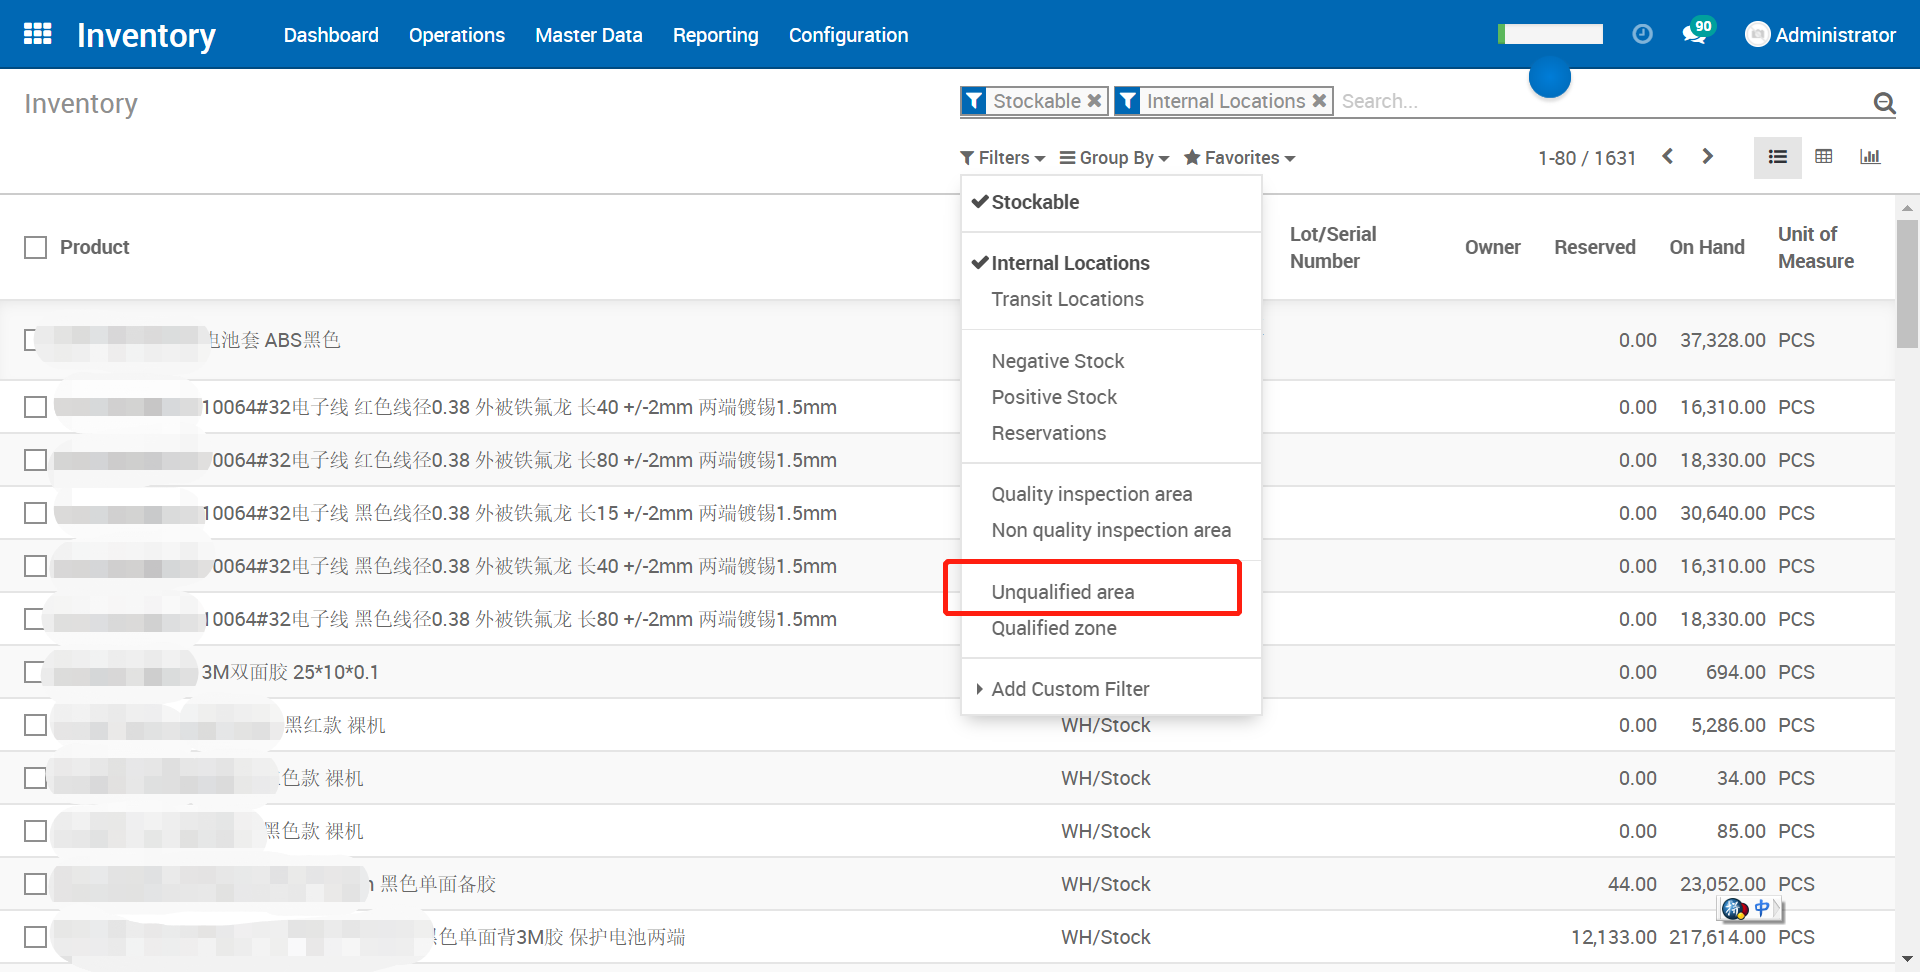 Inventory Dashboard Operations Master Data Reporting Configuration 90 Administrator
Inventory Stockable Internal Locations Search...
Filters Group By Favorites 1-80 / 1631
Stockable
Internal Locations
Transit Locations
Negative Stock
Positive Stock
Reservations
Quality inspection area
Non quality inspection area
Unqualified area
Qualified zone
Add Custom Filter
Product Lot/Serial Number Owner Reserved On Hand Unit of Measure
电池套 ABS黑色 0.00 37,328.00 PCS
10064#32电子线 红色线径0.38 外被铁氟龙 长40 +/-2mm 两端镀锡1.5mm 0.00 16,310.00 PCS
0064#32电子线 红色线径0.38 外被铁氟龙 长80 +/-2mm 两端镀锡1.5mm 0.00 18,330.00 PCS
10064#32电子线 黑色线径0.38 外被铁氟龙 长15 +/-2mm 两端镀锡1.5mm 0.00 30,640.00 PCS
0064#32电子线 黑色线径0.38 外被铁氟龙 长40 +/-2mm 两端镀锡1.5mm 0.00 16,310.00 PCS
10064#32电子线 黑色线径0.38 外被铁氟龙 长80 +/-2mm 两端镀锡1.5mm 0.00 18,330.00 PCS
3M双面胶 25*10*0.1 0.00 694.00 PCS
黑红款 裸机 WH/Stock 0.00 5,286.00 PCS
色款 裸机 WH/Stock 0.00 34.00 PCS
黑色款 裸机 WH/Stock 0.00 85.00 PCS
黑色单面备胶 WH/Stock 44.00 23,052.00 PCS
拼 中
黑色单面背3M胶 保护电池两端 WH/Stock 12,133.00 217,614.00 PCS